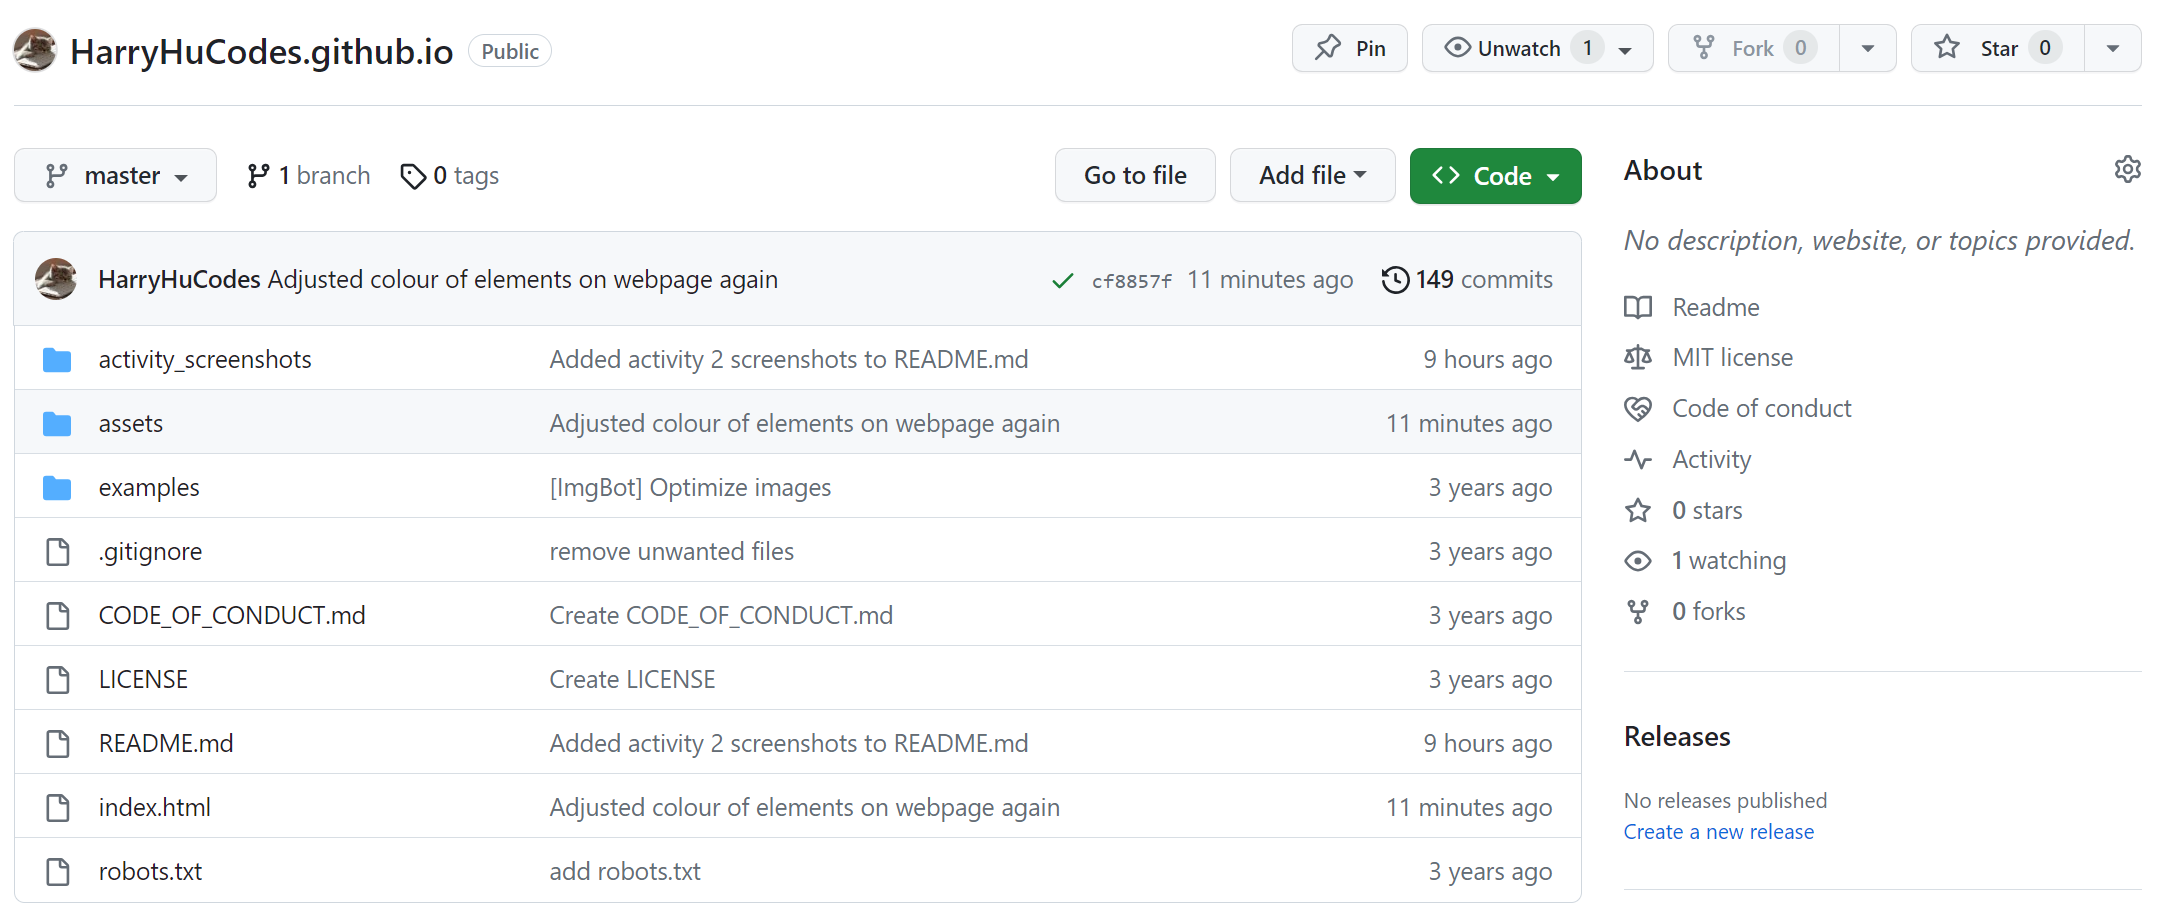 HarryHuCodes.github.io Public Pin Unwatch 1 Fork 0 Star 0
master 1 branch 0 tags Go to file Add file Code
HarryHuCodes Adjusted colour of elements on webpage again cf8857f 11 minutes ago 149 commits
activity_screenshots Added activity 2 screenshots to README.md 9 hours ago
assets Adjusted colour of elements on webpage again 11 minutes ago
examples [ImgBot] Optimize images 3 years ago
.gitignore remove unwanted files 3 years ago
CODE_OF_CONDUCT.md Create CODE_OF_CONDUCT.md 3 years ago
LICENSE Create LICENSE 3 years ago
README.md Added activity 2 screenshots to README.md 9 hours ago
index.html Adjusted colour of elements on webpage again 11 minutes ago
robots.txt add robots.txt 3 years ago
About
No description, website, or topics provided.
Readme
MIT license
Code of conduct
Activity
0 stars
1 watching
0 forks
Releases
No releases published
Create a new release